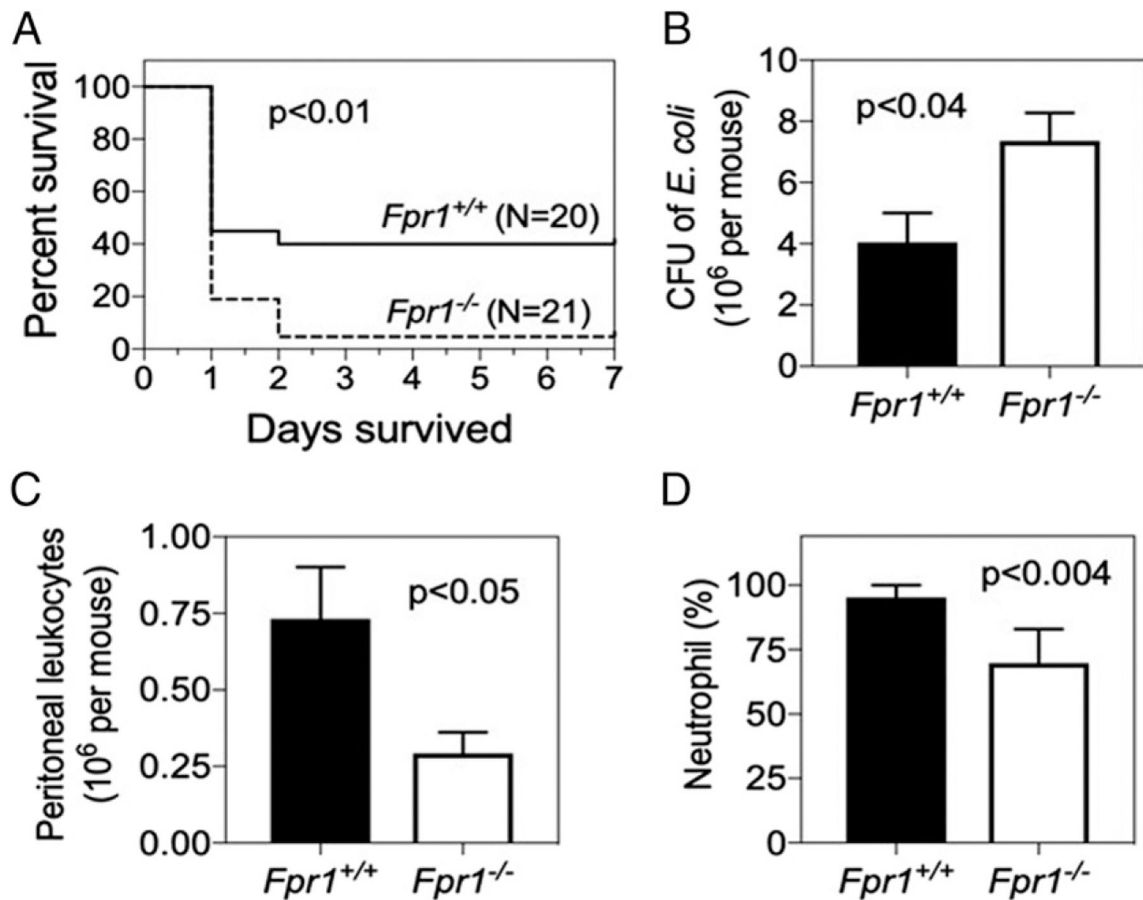 A
Percent survival
100
80
60
40
20
0
p<0.01
Fpr1+/+ (N=20)
Fpr1-/- (N=21)
0 1 2 3 4 5 6 7
Days survived
B
CFU of E. coli
(10⁶ per mouse)
10
8
6
4
2
0
p<0.04
Fpr1+/+ Fpr1-/-
C
Peritoneal leukocytes
(10⁶ per mouse)
1.00
0.75
0.50
0.25
0.00
p<0.05
Fpr1+/+ Fpr1-/-
D
Neutrophil (%)
100
75
50
25
0
p<0.004
Fpr1+/+ Fpr1-/-